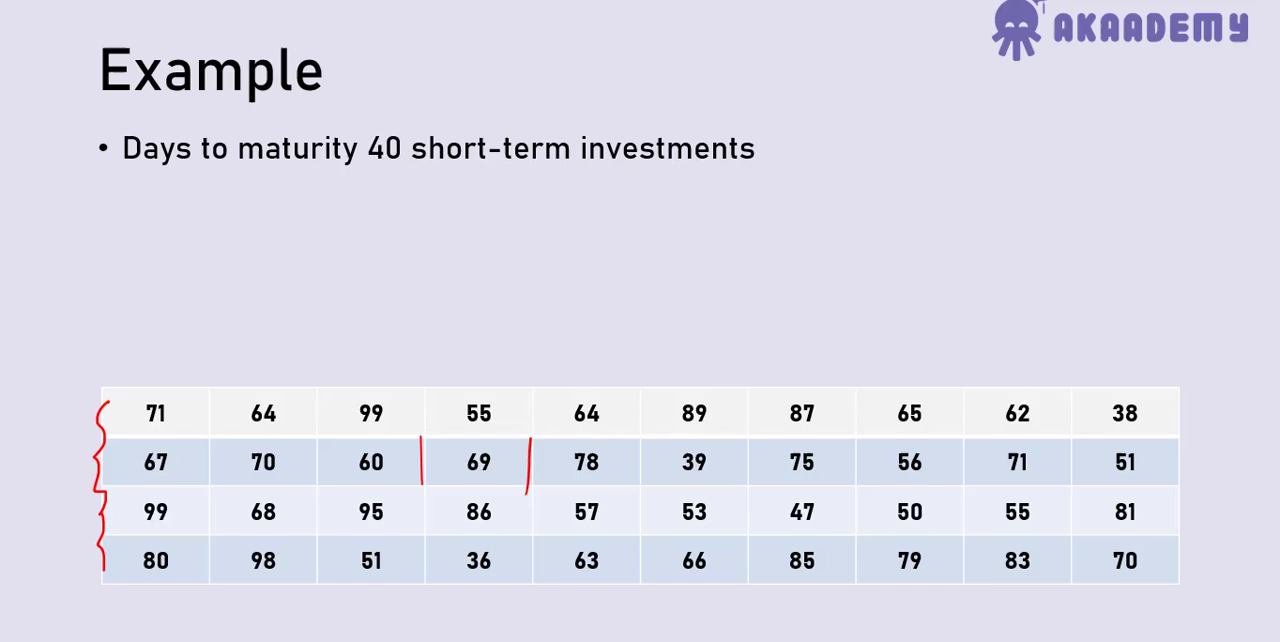 AKAADEMY
Example
• Days to maturity 40 short-term investments
71 64 99 55 64 89 87 65 62 38
67 70 60 69 78 39 75 56 71 51
99 68 95 86 57 53 47 50 55 81
80 98 51 36 63 66 85 79 83 70